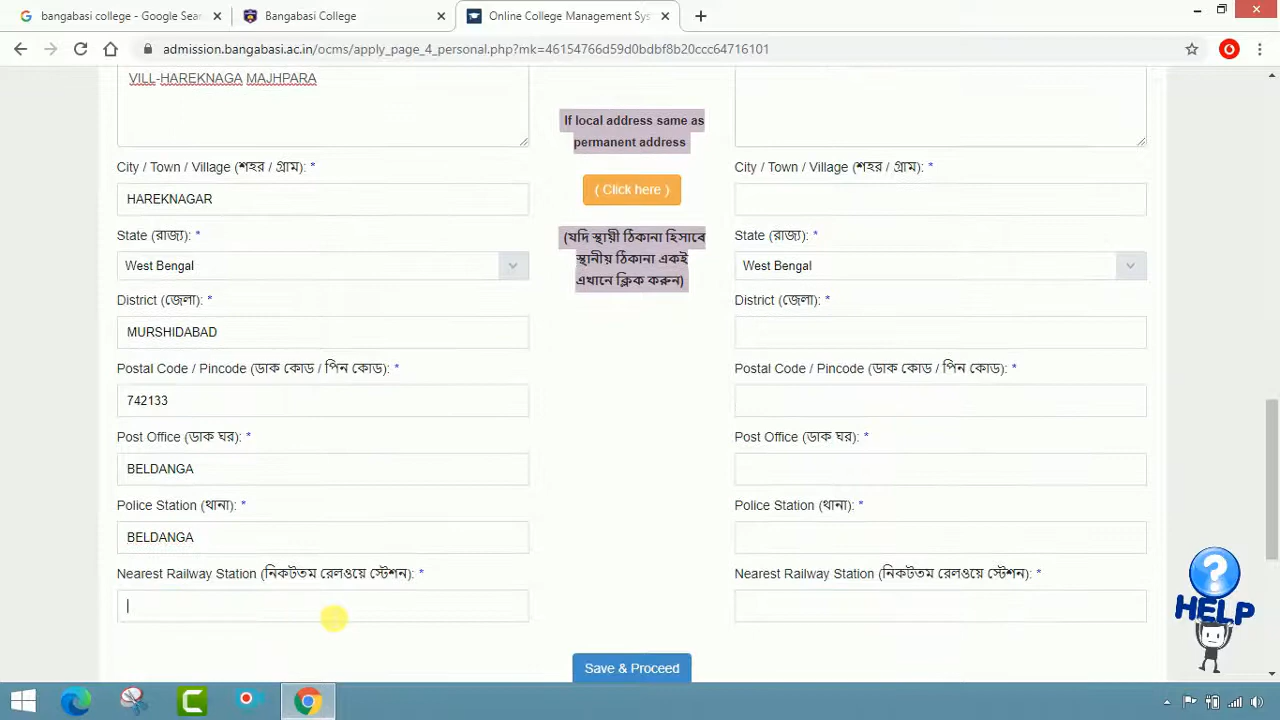 bangabasi college - Google Sea
Bangabasi College
Online College Management Sys
admission.bangabasi.ac.in/ocms/apply_page_4_personal.php?mk=46154766d59d0bdbf8b20ccc64716101
VILL-HAREKNAGA MAJHPARA
If local address same as
permanent address
City / Town / Village (শহর / গ্রাম): *
City / Town / Village (শহর / গ্রাম): *
( Click here )
HAREKNAGAR
State (রাজ্য): *
(যদি স্থায়ী ঠিকানা হিসাবে
State (রাজ্য): *
স্থানীয় ঠিকানা একই
West Bengal
West Bengal
এখানে ক্লিক করুন)
District (জেলা): *
District (জেলা): *
MURSHIDABAD
Postal Code / Pincode (ডাক কোড / পিন কোড): *
Postal Code / Pincode (ডাক কোড / পিন কোড): *
742133
Post Office (ডাক ঘর): *
Post Office (ডাক ঘর): *
BELDANGA
Police Station (থানা): *
Police Station (থানা): *
BELDANGA
Nearest Railway Station (নিকটতম রেলওয়ে স্টেশন): *
Nearest Railway Station (নিকটতম রেলওয়ে স্টেশন): *
?
HELP
Save & Proceed